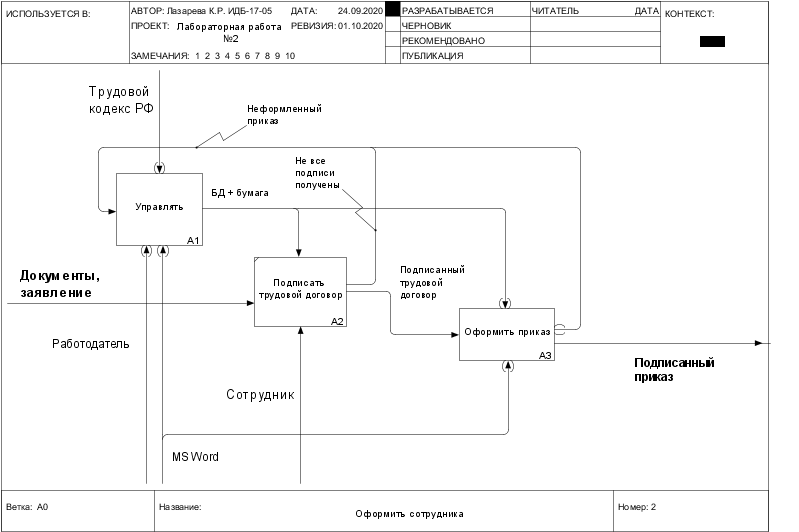 ИСПОЛЬЗУЕТСЯ В:
АВТОР: Лазарева К.Р. ИДБ-17-05
ДАТА: 24.09.2020
РАЗРАБАТЫВАЕТСЯ
ЧИТАТЕЛЬ
ДАТА
КОНТЕКСТ:
ПРОЕКТ: Лабораторная работа
№2
РЕВИЗИЯ: 01.10.2020
ЧЕРНОВИК
РЕКОМЕНДОВАНО
ЗАМЕЧАНИЯ: 1 2 3 4 5 6 7 8 9 10
ПУБЛИКАЦИЯ
Трудовой
кодекс РФ
Неформленный
приказ
Не все
подписи
получены
БД + бумага
Управлять
A1
Документы,
заявление
Подписать
трудовой договор
A2
Подписанный
трудовой
договор
Оформить приказ
A3
Работодатель
Подписанный
приказ
Сотрудник
MS Word
Ветка: A0
Название:
Оформить сотрудника
Номер: 2